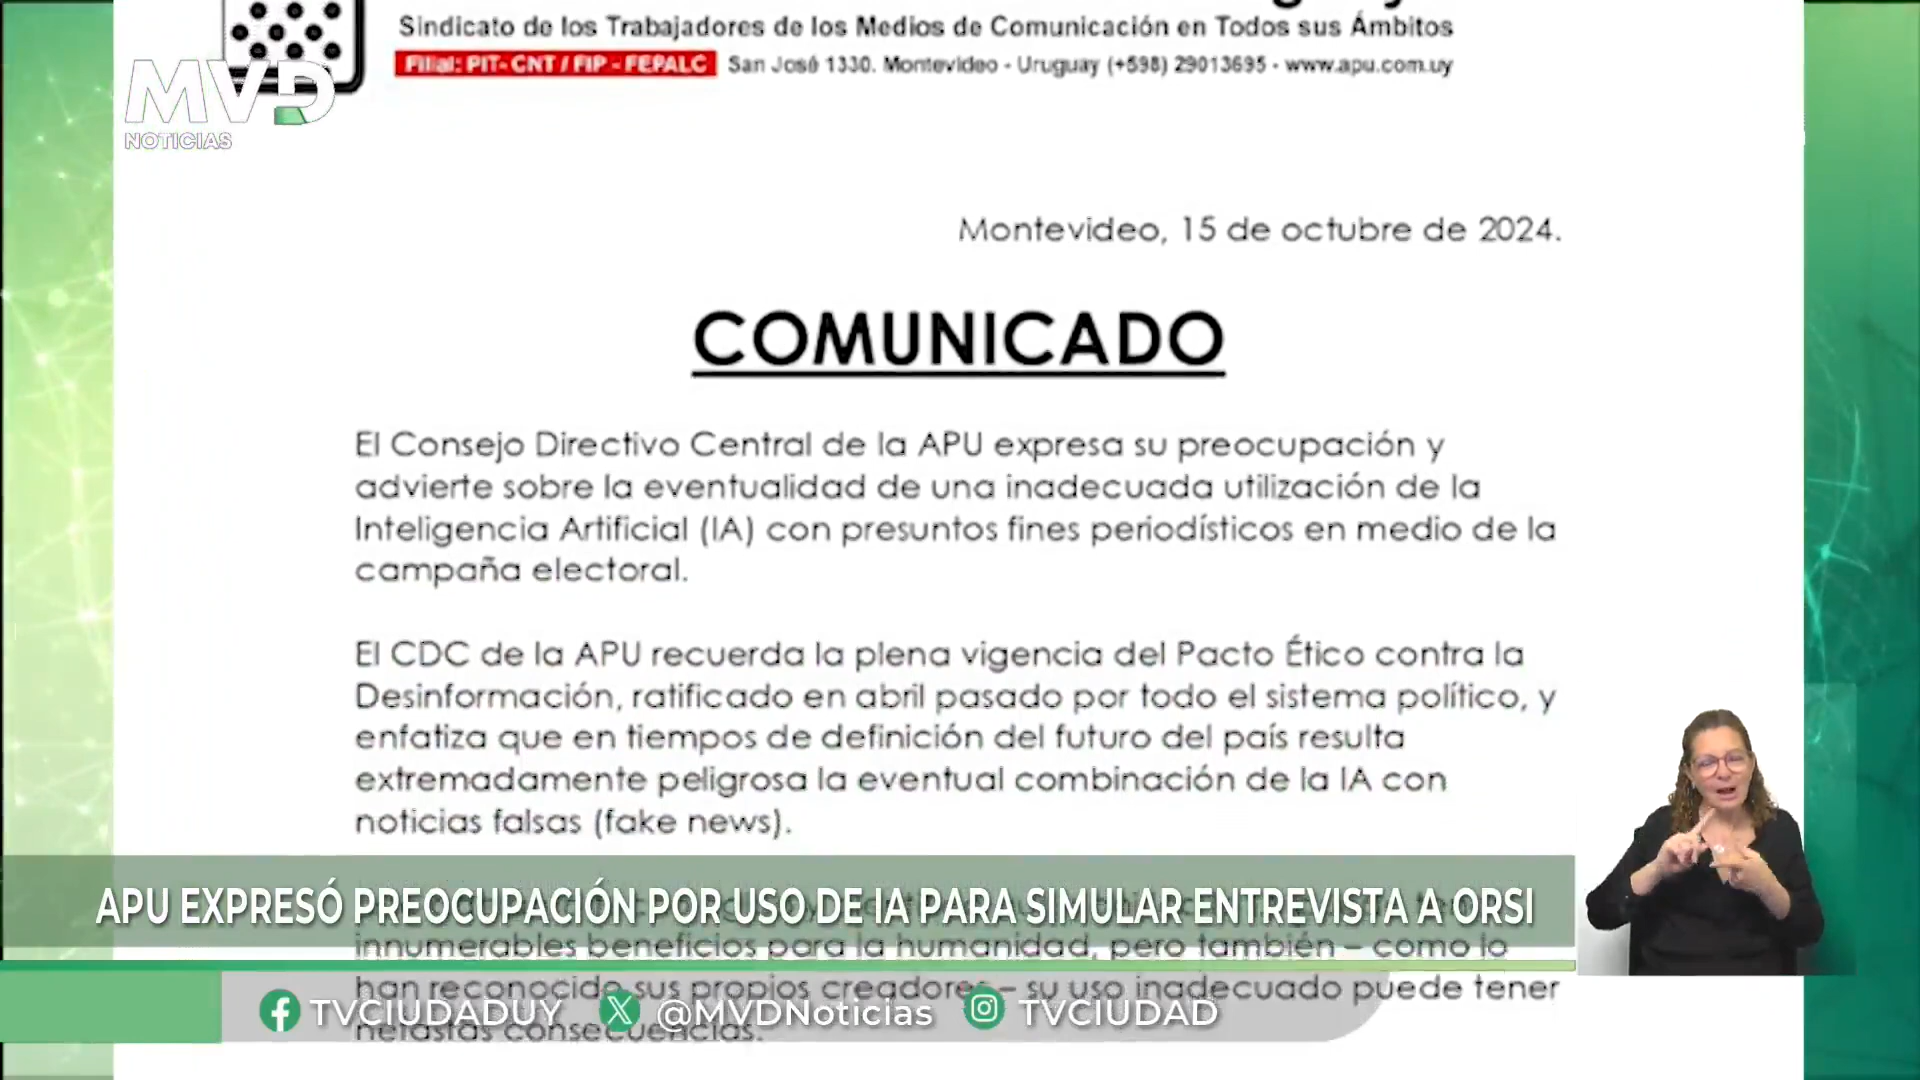 Sindicato de los Trabajadores de los Medios de Comunicación en Todos sus Ámbitos
Filial: PIT- CNT / FIP - FEPALC San José 1330. Montevideo - Uruguay (+598) 29013695 - www.apu.com.uy
MVD
NOTICIAS
Montevideo, 15 de octubre de 2024.
COMUNICADO
El Consejo Directivo Central de la APU expresa su preocupación y
advierte sobre la eventualidad de una inadecuada utilización de la
Inteligencia Artificial (IA) con presuntos fines periodísticos en medio de la
campaña electoral.
El CDC de la APU recuerda la plena vigencia del Pacto Ético contra la
Desinformación, ratificado en abril pasado por todo el sistema político, y
enfatiza que en tiempos de definición del futuro del país resulta
extremadamente peligrosa la eventual combinación de la IA con
noticias falsas (fake news).
APU EXPRESÓ PREOCUPACIÓN POR USO DE IA PARA SIMULAR ENTREVISTA A ORSI
innumerables beneficios para la humanidad, pero también – como lo
han reconocido sus propios creadores – su uso inadecuado puede tener
nefastas consecuencias.
TVCIUDADUY @MVDNoticias TVCIUDAD